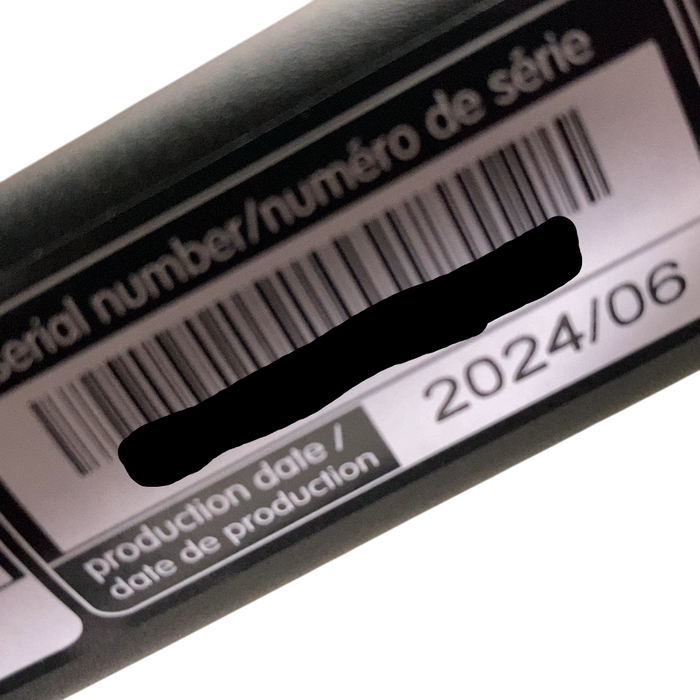 serial number/numéro de série
production date /
date de production
2024/06